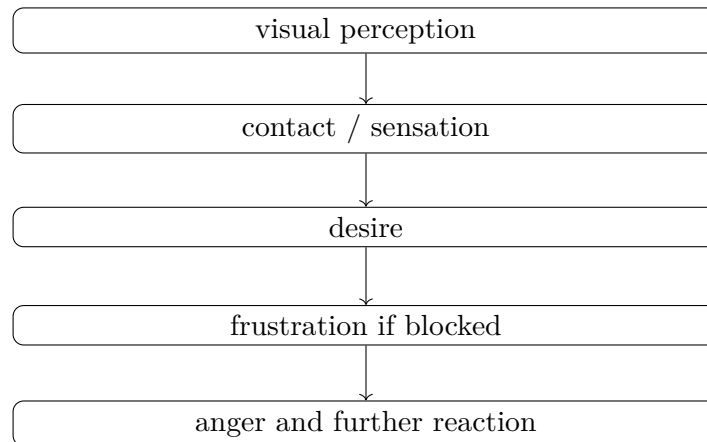 visual perception
contact / sensation
desire
frustration if blocked
anger and further reaction